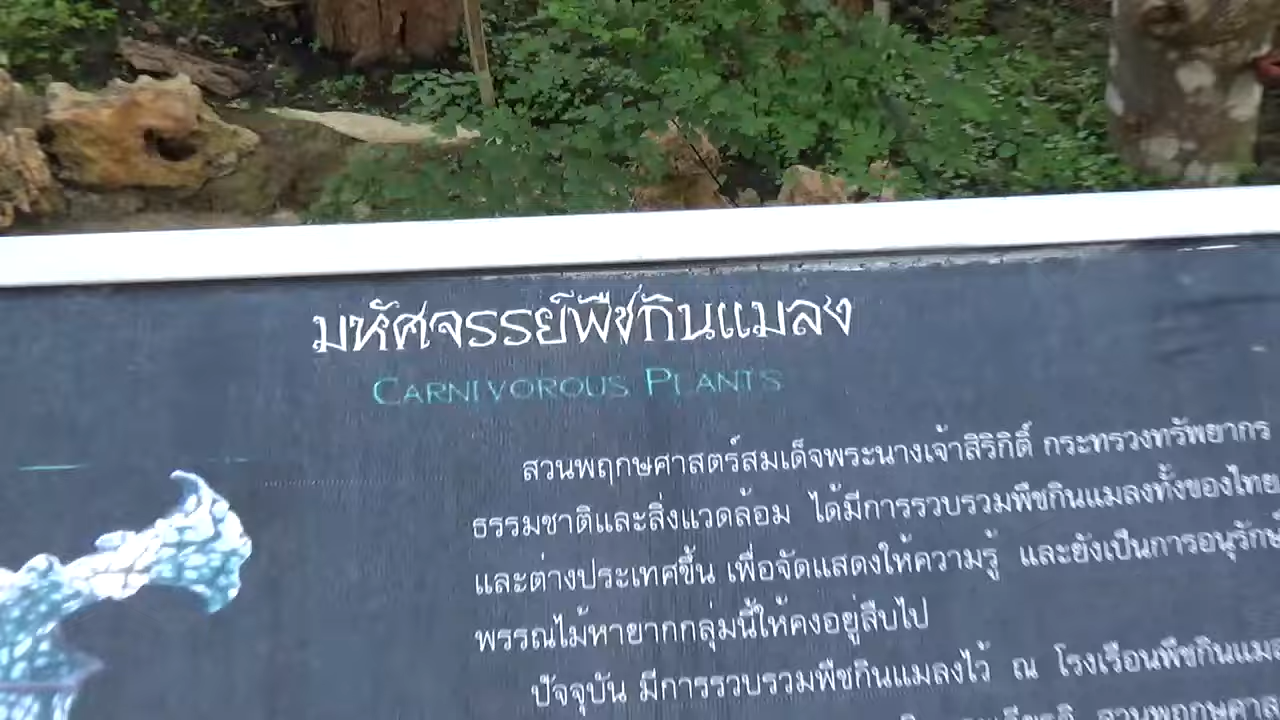 มหัศจรรย์พืชกินแมลง
CARNIVOROUS PLANTS
สวนพฤกษศาสตร์สมเด็จพระนางเจ้าสิริกิติ์ กระทรวงทรัพยากร
ธรรมชาติและสิ่งแวดล้อม ได้มีการรวบรวมพืชกินแมลงทั้งของไทย
และต่างประเทศขึ้น เพื่อจัดแสดงให้ความรู้ และยังเป็นการอนุรักษ์
พรรณไม้หายากกลุ่มนี้ให้คงอยู่สืบไป
ปัจจุบัน มีการรวบรวมพืชกินแมลงไว้ ณ โรงเรือนพืชกินแมล